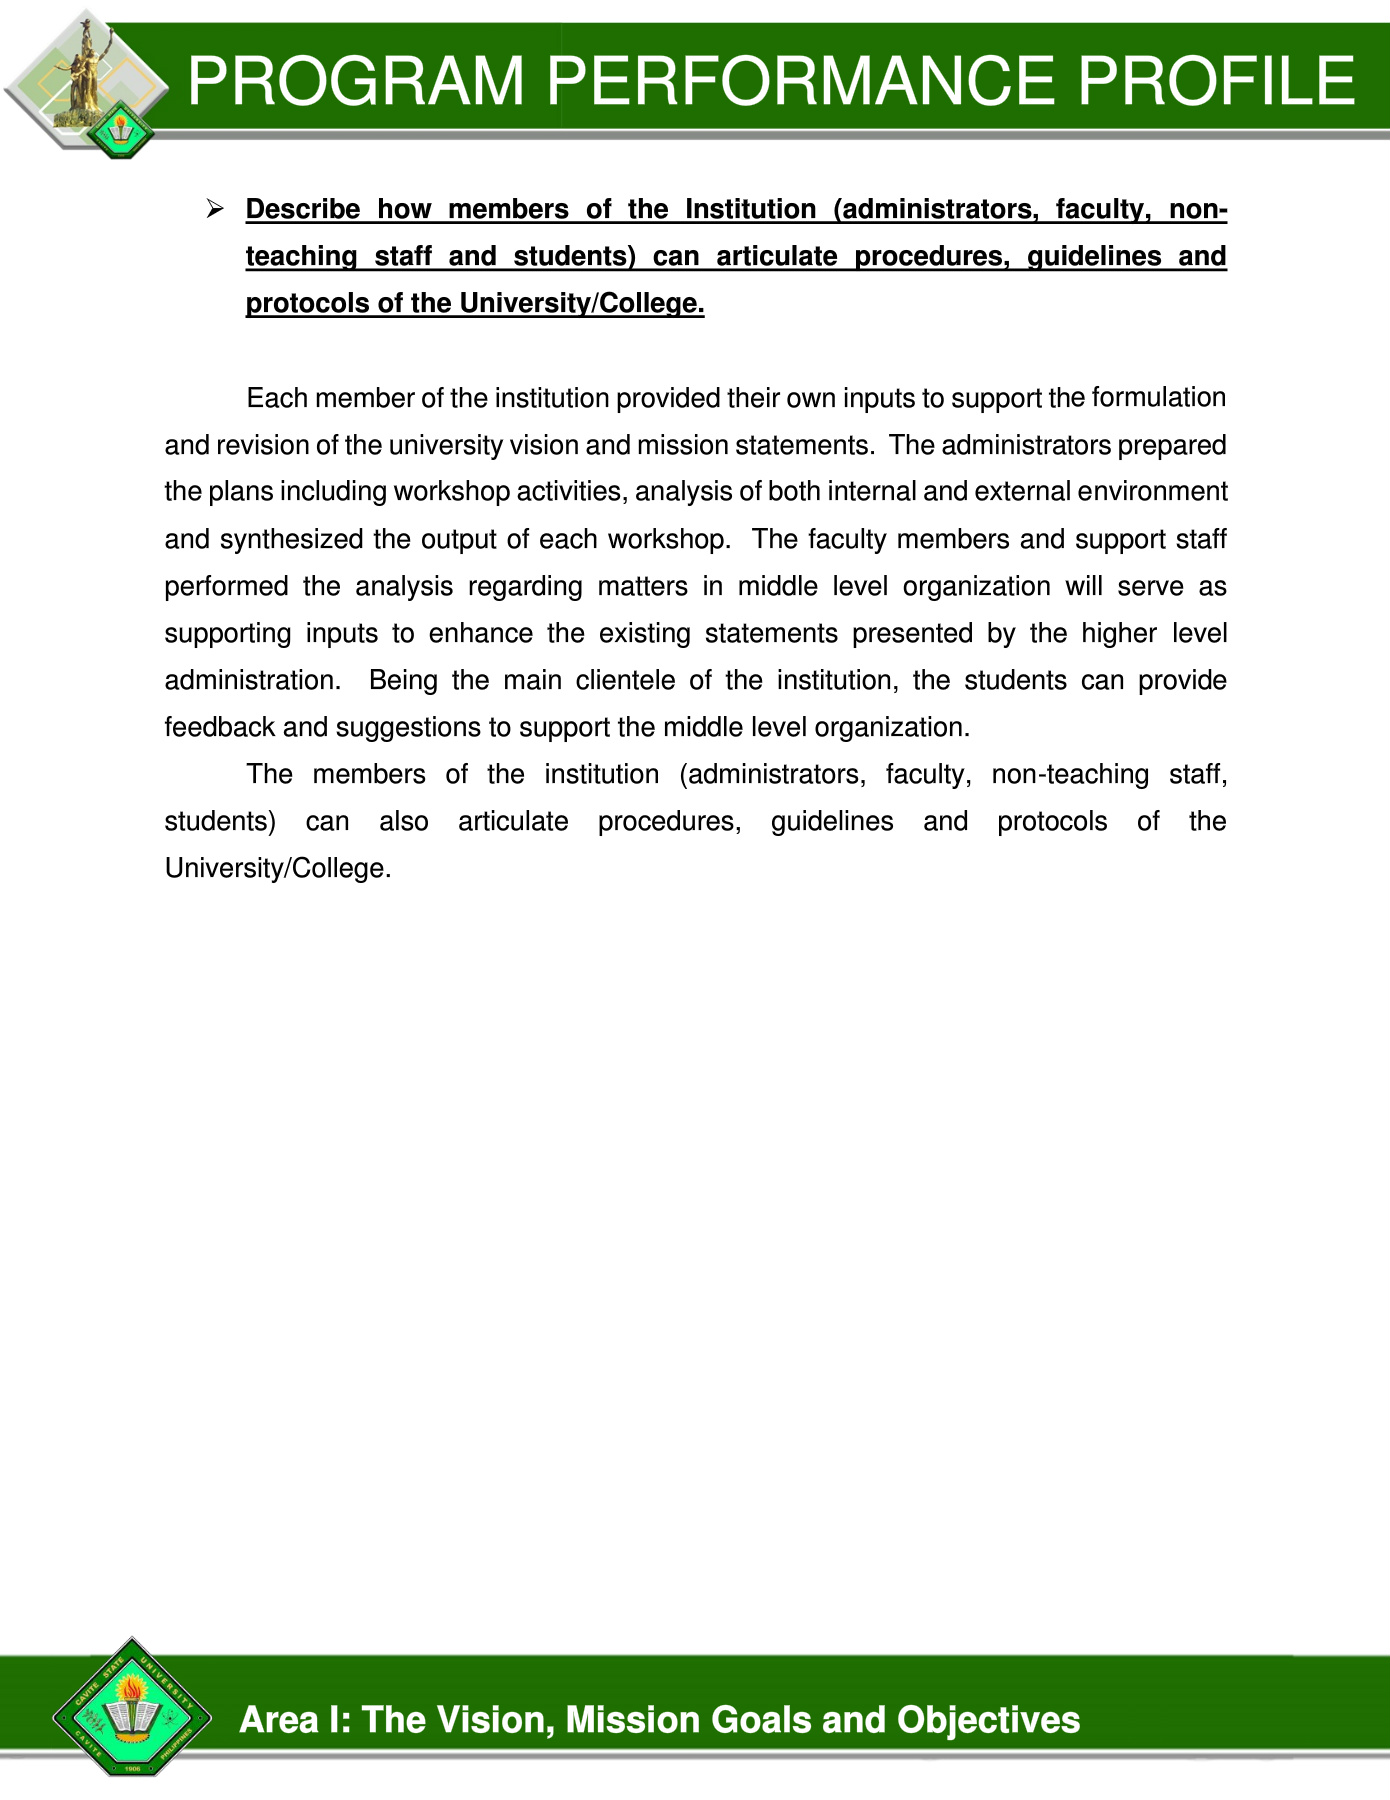 PROGRAM PERFORMANCE PROFILE
➢ Describe how members of the Institution (administrators, faculty, non-
teaching staff and students) can articulate procedures, guidelines and
protocols of the University/College.
Each member of the institution provided their own inputs to support the formulation
and revision of the university vision and mission statements. The administrators prepared
the plans including workshop activities, analysis of both internal and external environment
and synthesized the output of each workshop. The faculty members and support staff
performed the analysis regarding matters in middle level organization will serve as
supporting inputs to enhance the existing statements presented by the higher level
administration. Being the main clientele of the institution, the students can provide
feedback and suggestions to support the middle level organization.
The members of the institution (administrators, faculty, non-teaching staff,
students) can also articulate procedures, guidelines and protocols of the
University/College.
CAVITE STATE UNIVERSITY
CAVITE PHILIPPINES
1906
Area I: The Vision, Mission Goals and Objectives